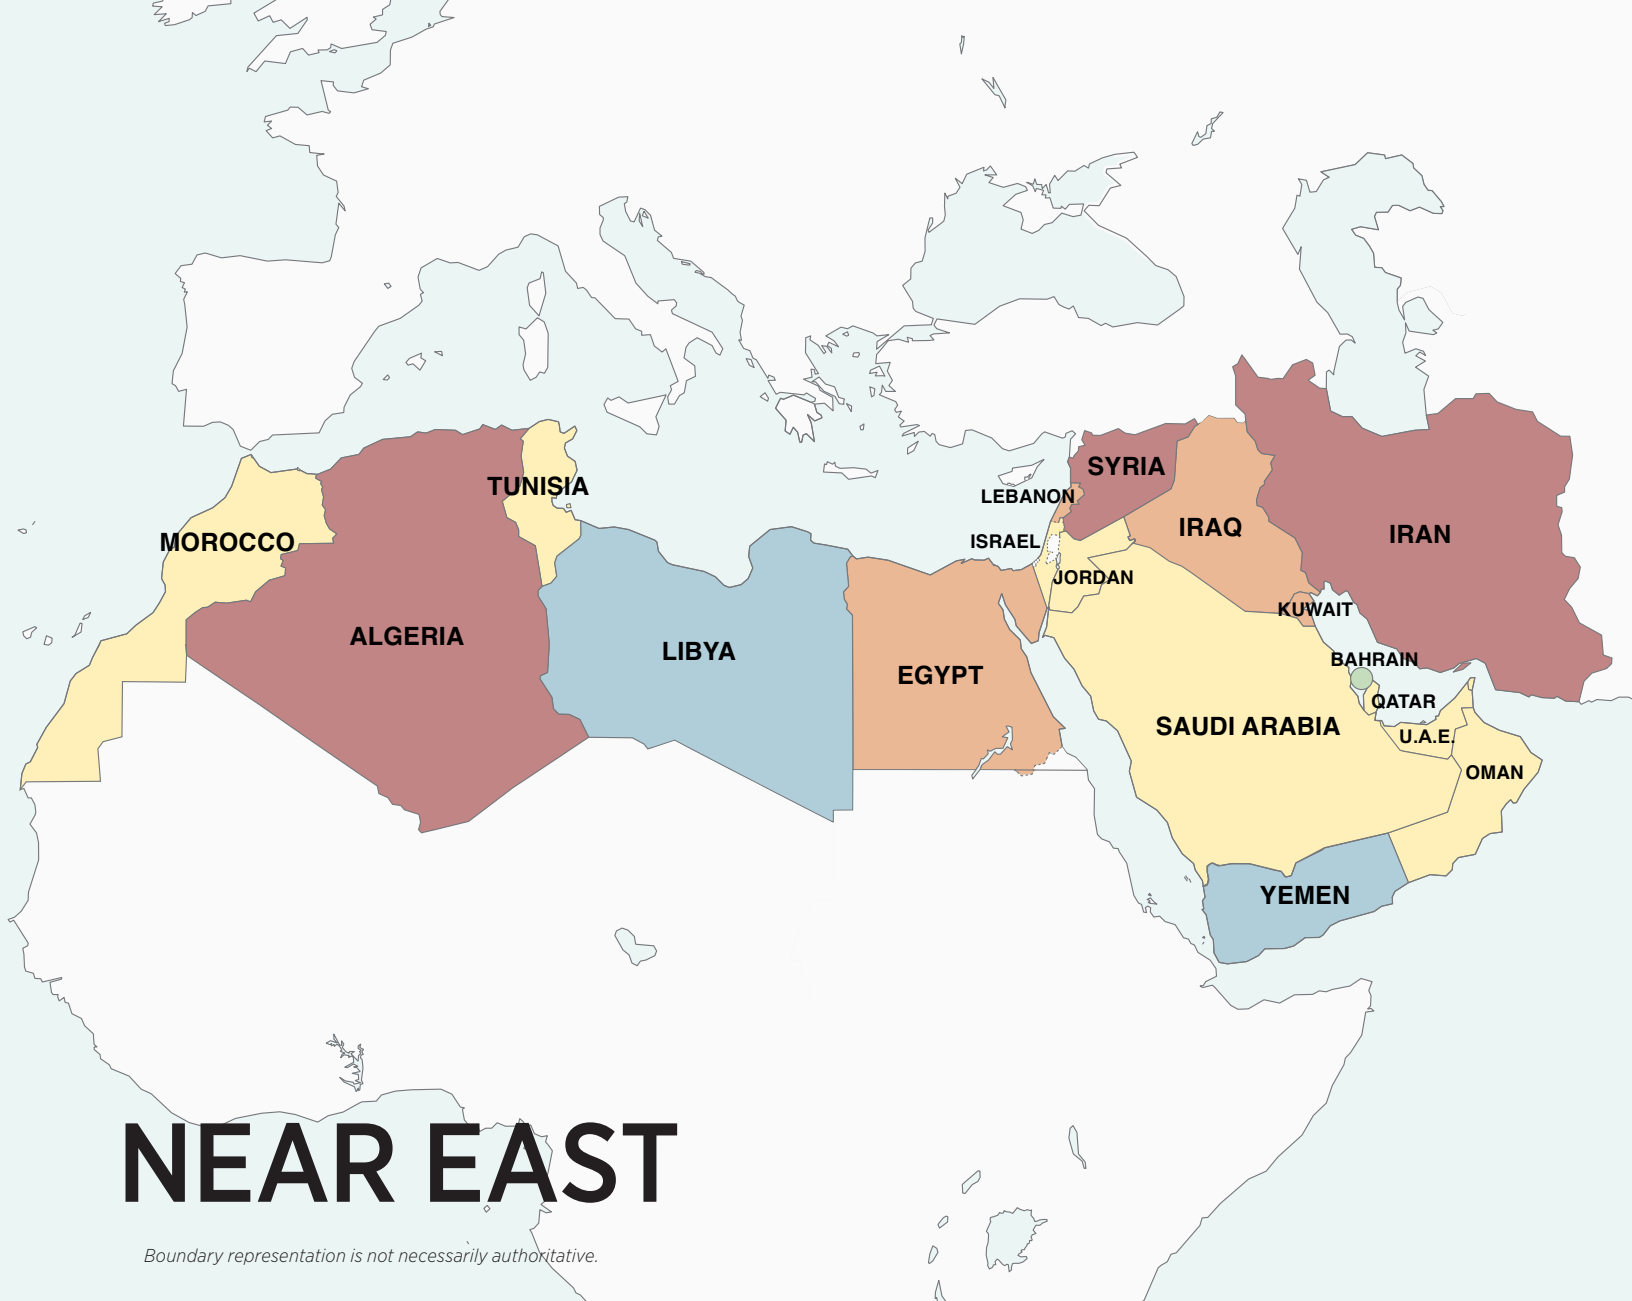 SYRIA
TUNISIA
LEBANON
IRAQ
IRAN
MOROCCO
ISRAEL
JORDAN
KUWAIT
ALGERIA
LIBYA
BAHRAIN
EGYPT
QATAR
SAUDI ARABIA
U.A.E.
OMAN
YEMEN
NEAR EAST
Boundary representation is not necessarily authoritative.